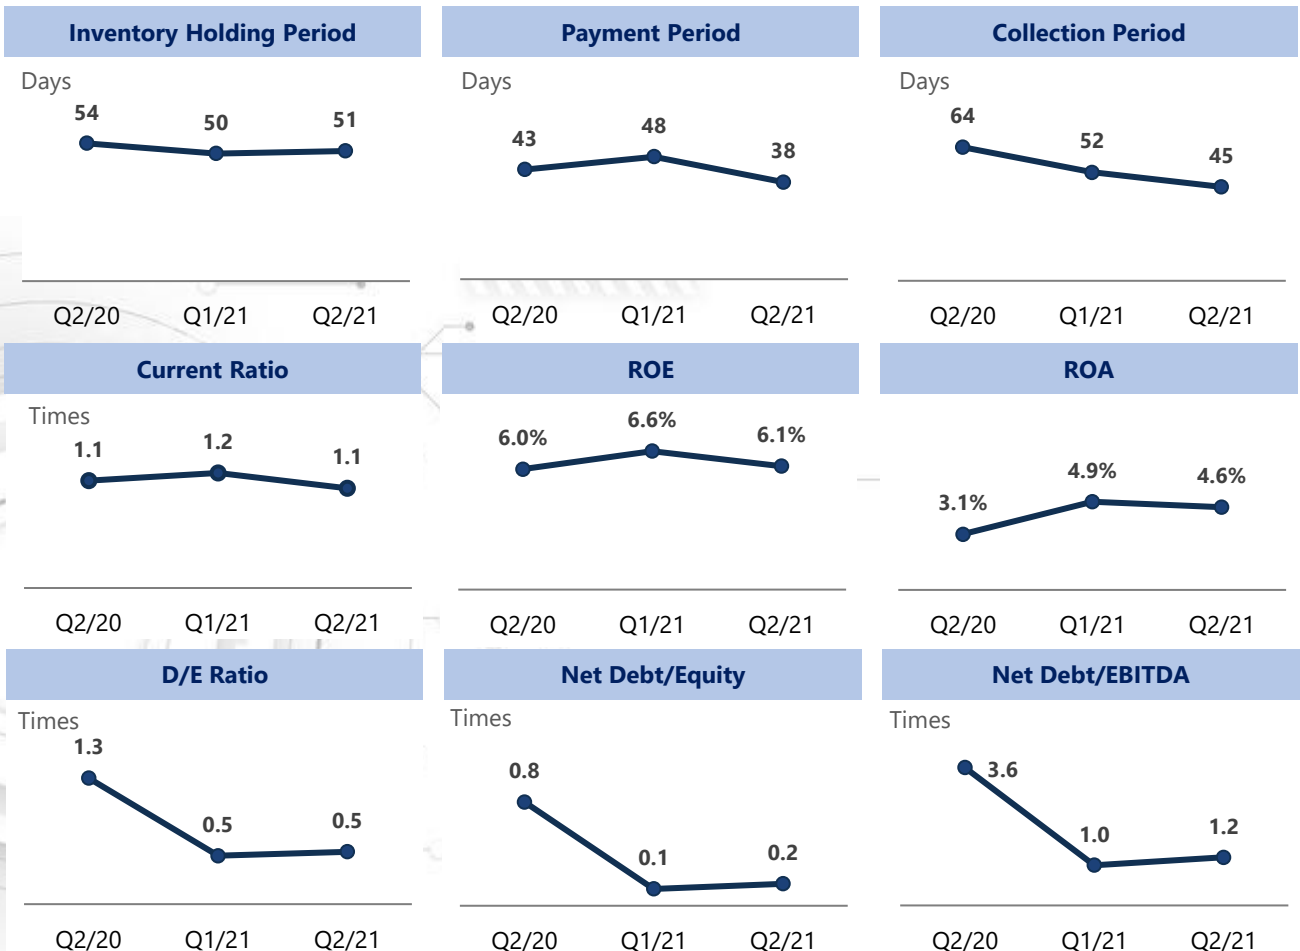 Inventory Holding Period
Days
54
50
51
Q2/20 Q1/21 Q2/21
Payment Period
Days
43
48
38
Q2/20 Q1/21 Q2/21
Collection Period
Days
64
52
45
Q2/20 Q1/21 Q2/21
Current Ratio
Times
1.1
1.2
1.1
Q2/20 Q1/21 Q2/21
ROE
6.0%
6.6%
6.1%
Q2/20 Q1/21 Q2/21
ROA
3.1%
4.9%
4.6%
Q2/20 Q1/21 Q2/21
D/E Ratio
Times
1.3
0.5
0.5
Q2/20 Q1/21 Q2/21
Net Debt/Equity
Times
0.8
0.1
0.2
Q2/20 Q1/21 Q2/21
Net Debt/EBITDA
Times
3.6
1.0
1.2
Q2/20 Q1/21 Q2/21